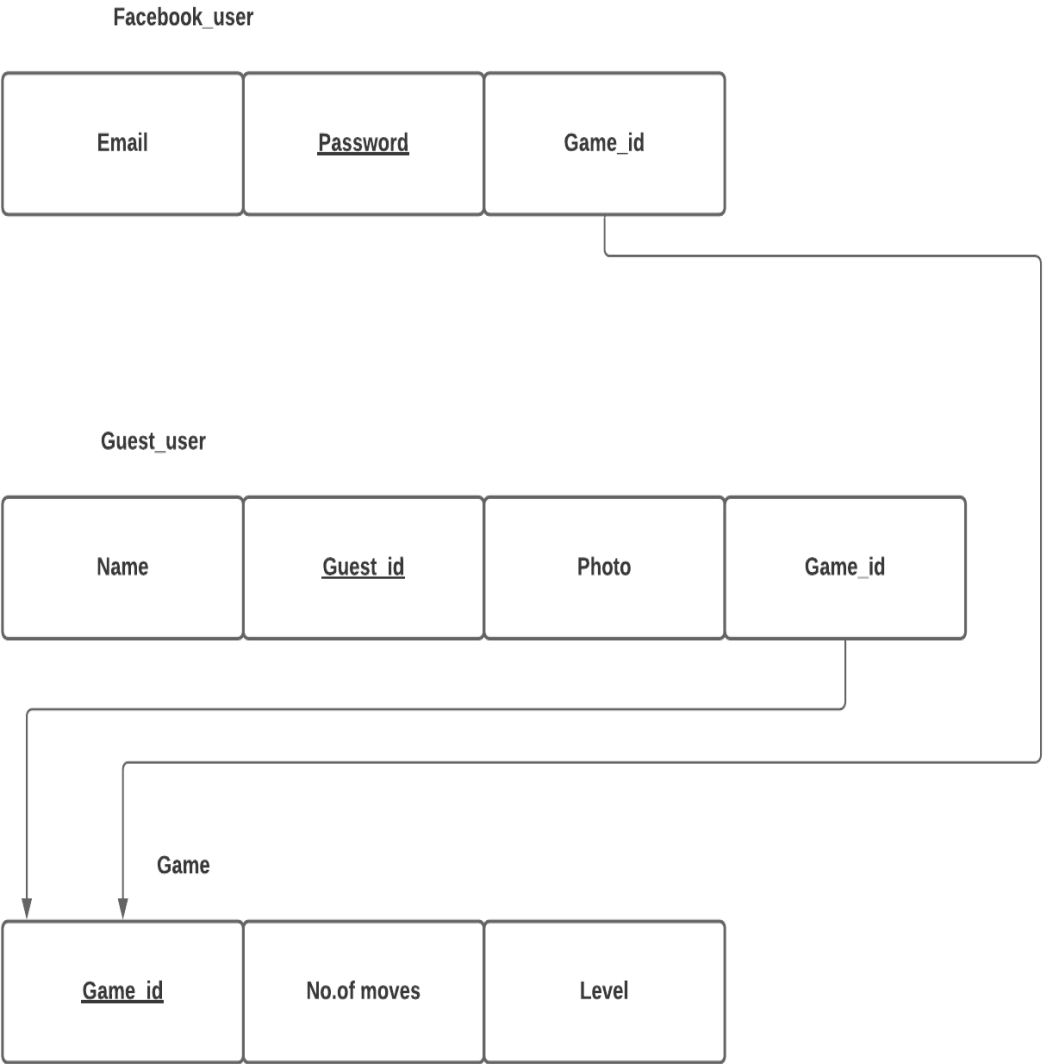 Facebook_user
Email Password Game_id
Guest_user
Name Guest_id Photo Game_id
Game
Game_id No.of moves Level